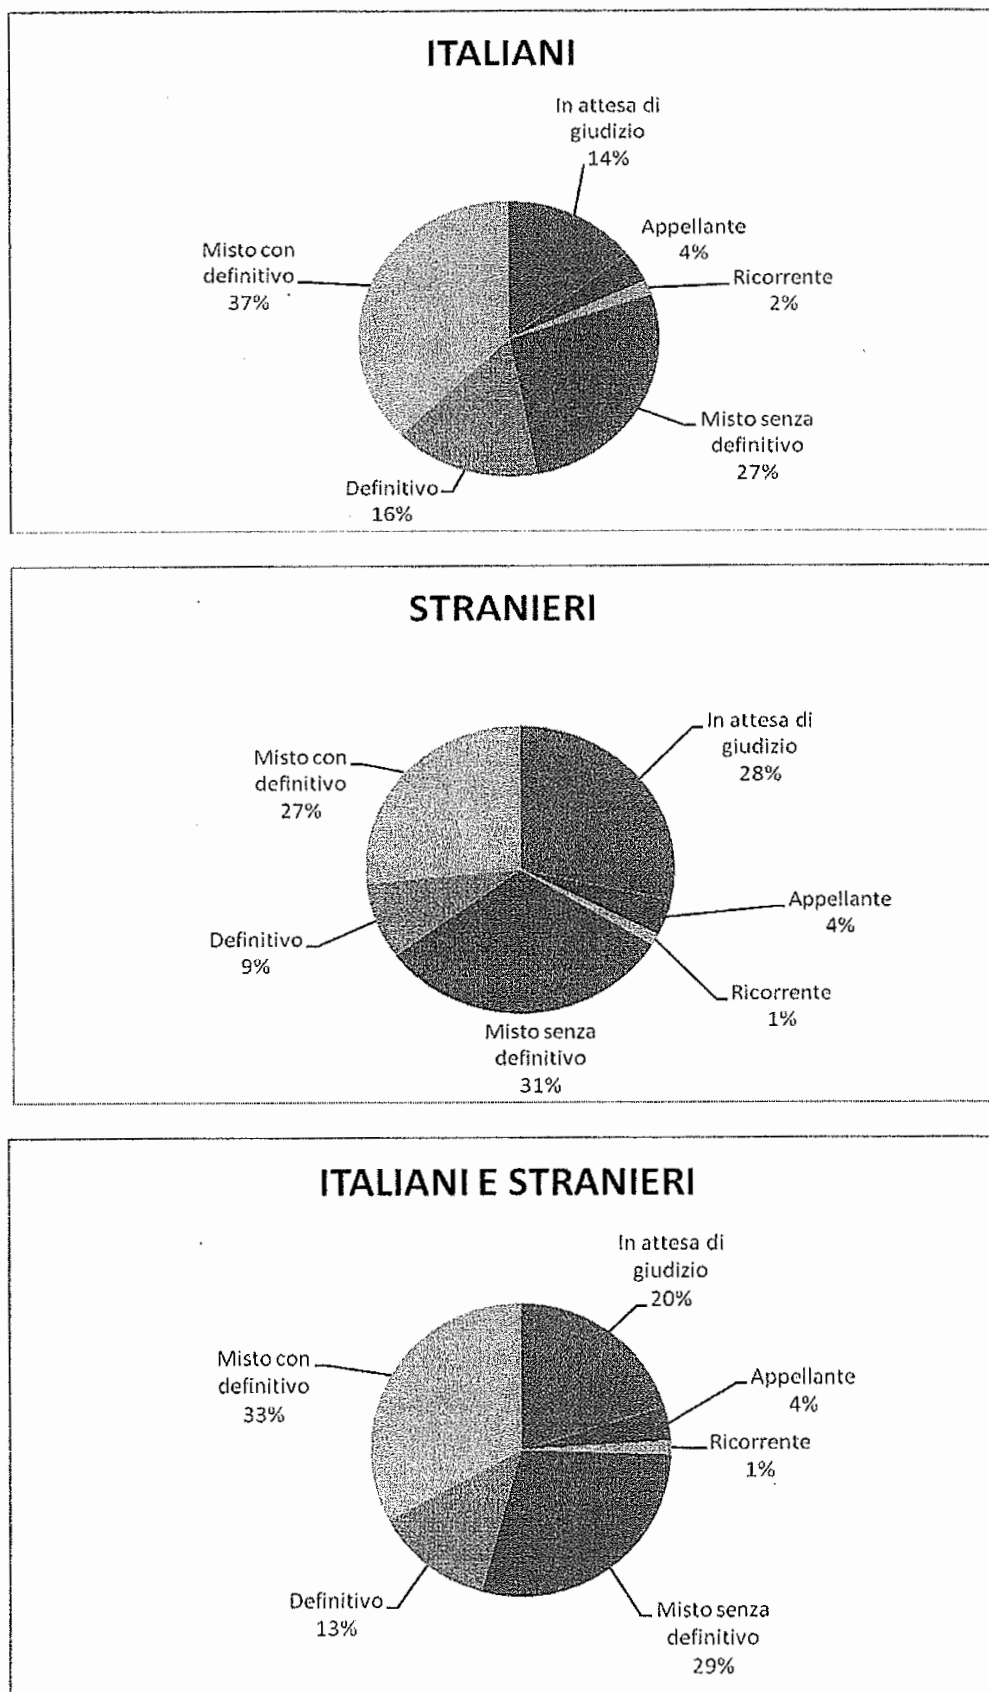 ITALIANI
In attesa di
giudizio
14%
Appellante
4%
Ricorrente
2%
Misto senza
definitivo
27%
Definitivo
16%
Misto con
definitivo
37%
STRANIERI
In attesa di
giudizio
28%
Appellante
4%
Ricorrente
1%
Misto senza
definitivo
31%
Definitivo
9%
Misto con
definitivo
27%
ITALIANI E STRANIERI
In attesa di
giudizio
20%
Appellante
4%
Ricorrente
1%
Misto senza
definitivo
29%
Definitivo
13%
Misto con
definitivo
33%